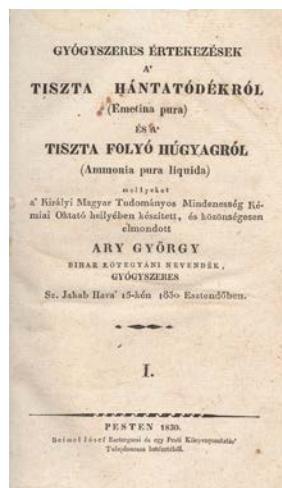 GYÓGYSZERES ÉRTEKEZÉSEK
A'
TISZTA HÁNTATÓDÉKRÓL
(Emetina pura)
ÉS A'
TISZTA FOLYÓ HÚGYAGRÓL
(Ammonia pura liquida)
mellyeket
a' Királyi Magyar Tudományos Mindenesség Ké-
miai Oktató hellyében készített, és közönségesen
elmondott
ARY GYÖRGY
BIHAR KÖTEGYÁNI NEVENDÉK,
GYÓGYSZERES
Sz. Jakab Hava' 15-kén 1830 Esztendőben.
I.
PESTEN 1830.
Beimel Jósef Esztergomi és egy Pesti Könyvnyomtatás'
Tulajdonosa betűivel.